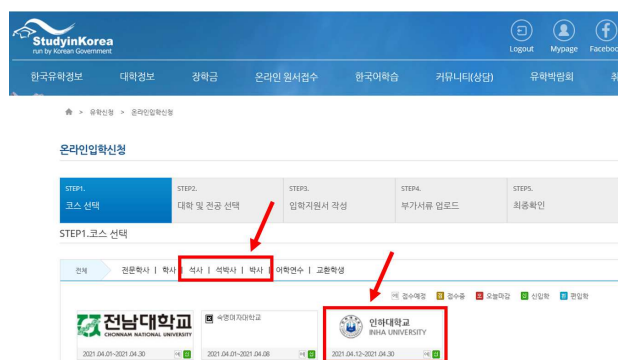 StudyinKorea
run by Korean Government
Logout Mypage Faceboo
한국유학정보 대학정보 장학금 온라인 원서접수 한국어학습 커뮤니티(상담) 유학박람회 취
> 유학신청 > 온라인입학신청
온라인입학신청
STEP1. STEP2. STEP3. STEP4. STEP5.
코스 선택 대학 및 전공 선택 입학지원서 작성 부가서류 업로드 최종확인
STEP1.코스 선택
전체 전문학사 | 학사 | 석사 | 석박사 | 박사 | 어학연수 | 교환학생
접수예정 접수중 오늘마감 신입학 편입학
전남대학교 숙명여자대학교 인하대학교
CHONNAM NATIONAL UNIVERSITY INHA UNIVERSITY
2021.04.01~2021.04.30 2021.04.01~2021.04.08 2021.04.12~2021.04.30